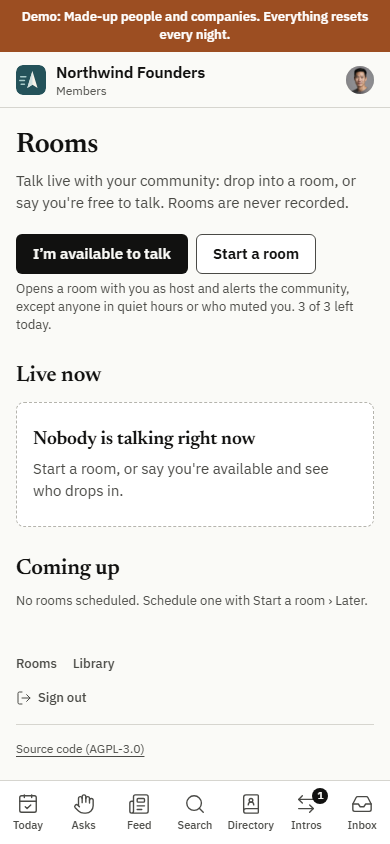 Demo: Made-up people and companies. Everything resets
every night.
Northwind Founders
Members
Rooms
Talk live with your community: drop into a room, or
say you're free to talk. Rooms are never recorded.
I'm available to talk
Start a room
Opens a room with you as host and alerts the community,
except anyone in quiet hours or who muted you. 3 of 3 left
today.
Live now
Nobody is talking right now
Start a room, or say you're available and see
who drops in.
Coming up
No rooms scheduled. Schedule one with Start a room › Later.
Rooms Library
Sign out
Source code (AGPL-3.0)
1
Today Asks Feed Search Directory Intros Inbox